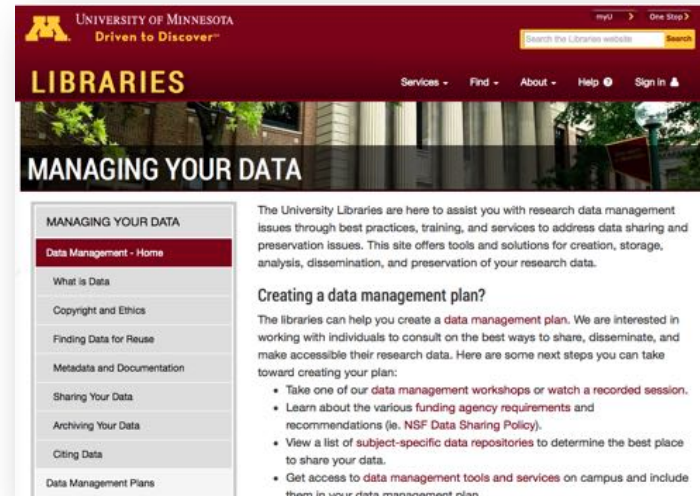 UNIVERSITY OF MINNESOTA
Driven to Discover℠
myU > One Stop >
Search the Libraries website Search
LIBRARIES
Services Find About Help Sign in
MANAGING YOUR DATA
MANAGING YOUR DATA
Data Management - Home
What is Data
Copyright and Ethics
Finding Data for Reuse
Metadata and Documentation
Sharing Your Data
Archiving Your Data
Citing Data
Data Management Plans
The University Libraries are here to assist you with research data management
issues through best practices, training, and services to address data sharing and
preservation issues. This site offers tools and solutions for creation, storage,
analysis, dissemination, and preservation of your research data.
Creating a data management plan?
The libraries can help you create a data management plan. We are interested in
working with individuals to consult on the best ways to share, disseminate, and
make accessible their research data. Here are some next steps you can take
toward creating your plan:
• Take one of our data management workshops or watch a recorded session.
• Learn about the various funding agency requirements and
recommendations (ie. NSF Data Sharing Policy).
• View a list of subject-specific data repositories to determine the best place
to share your data.
• Get access to data management tools and services on campus and include
them in your data management plan